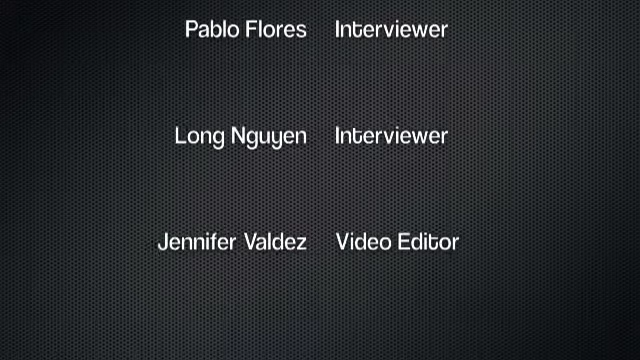 Pablo Flores Interviewer
Long Nguyen Interviewer
Jennifer Valdez Video Editor